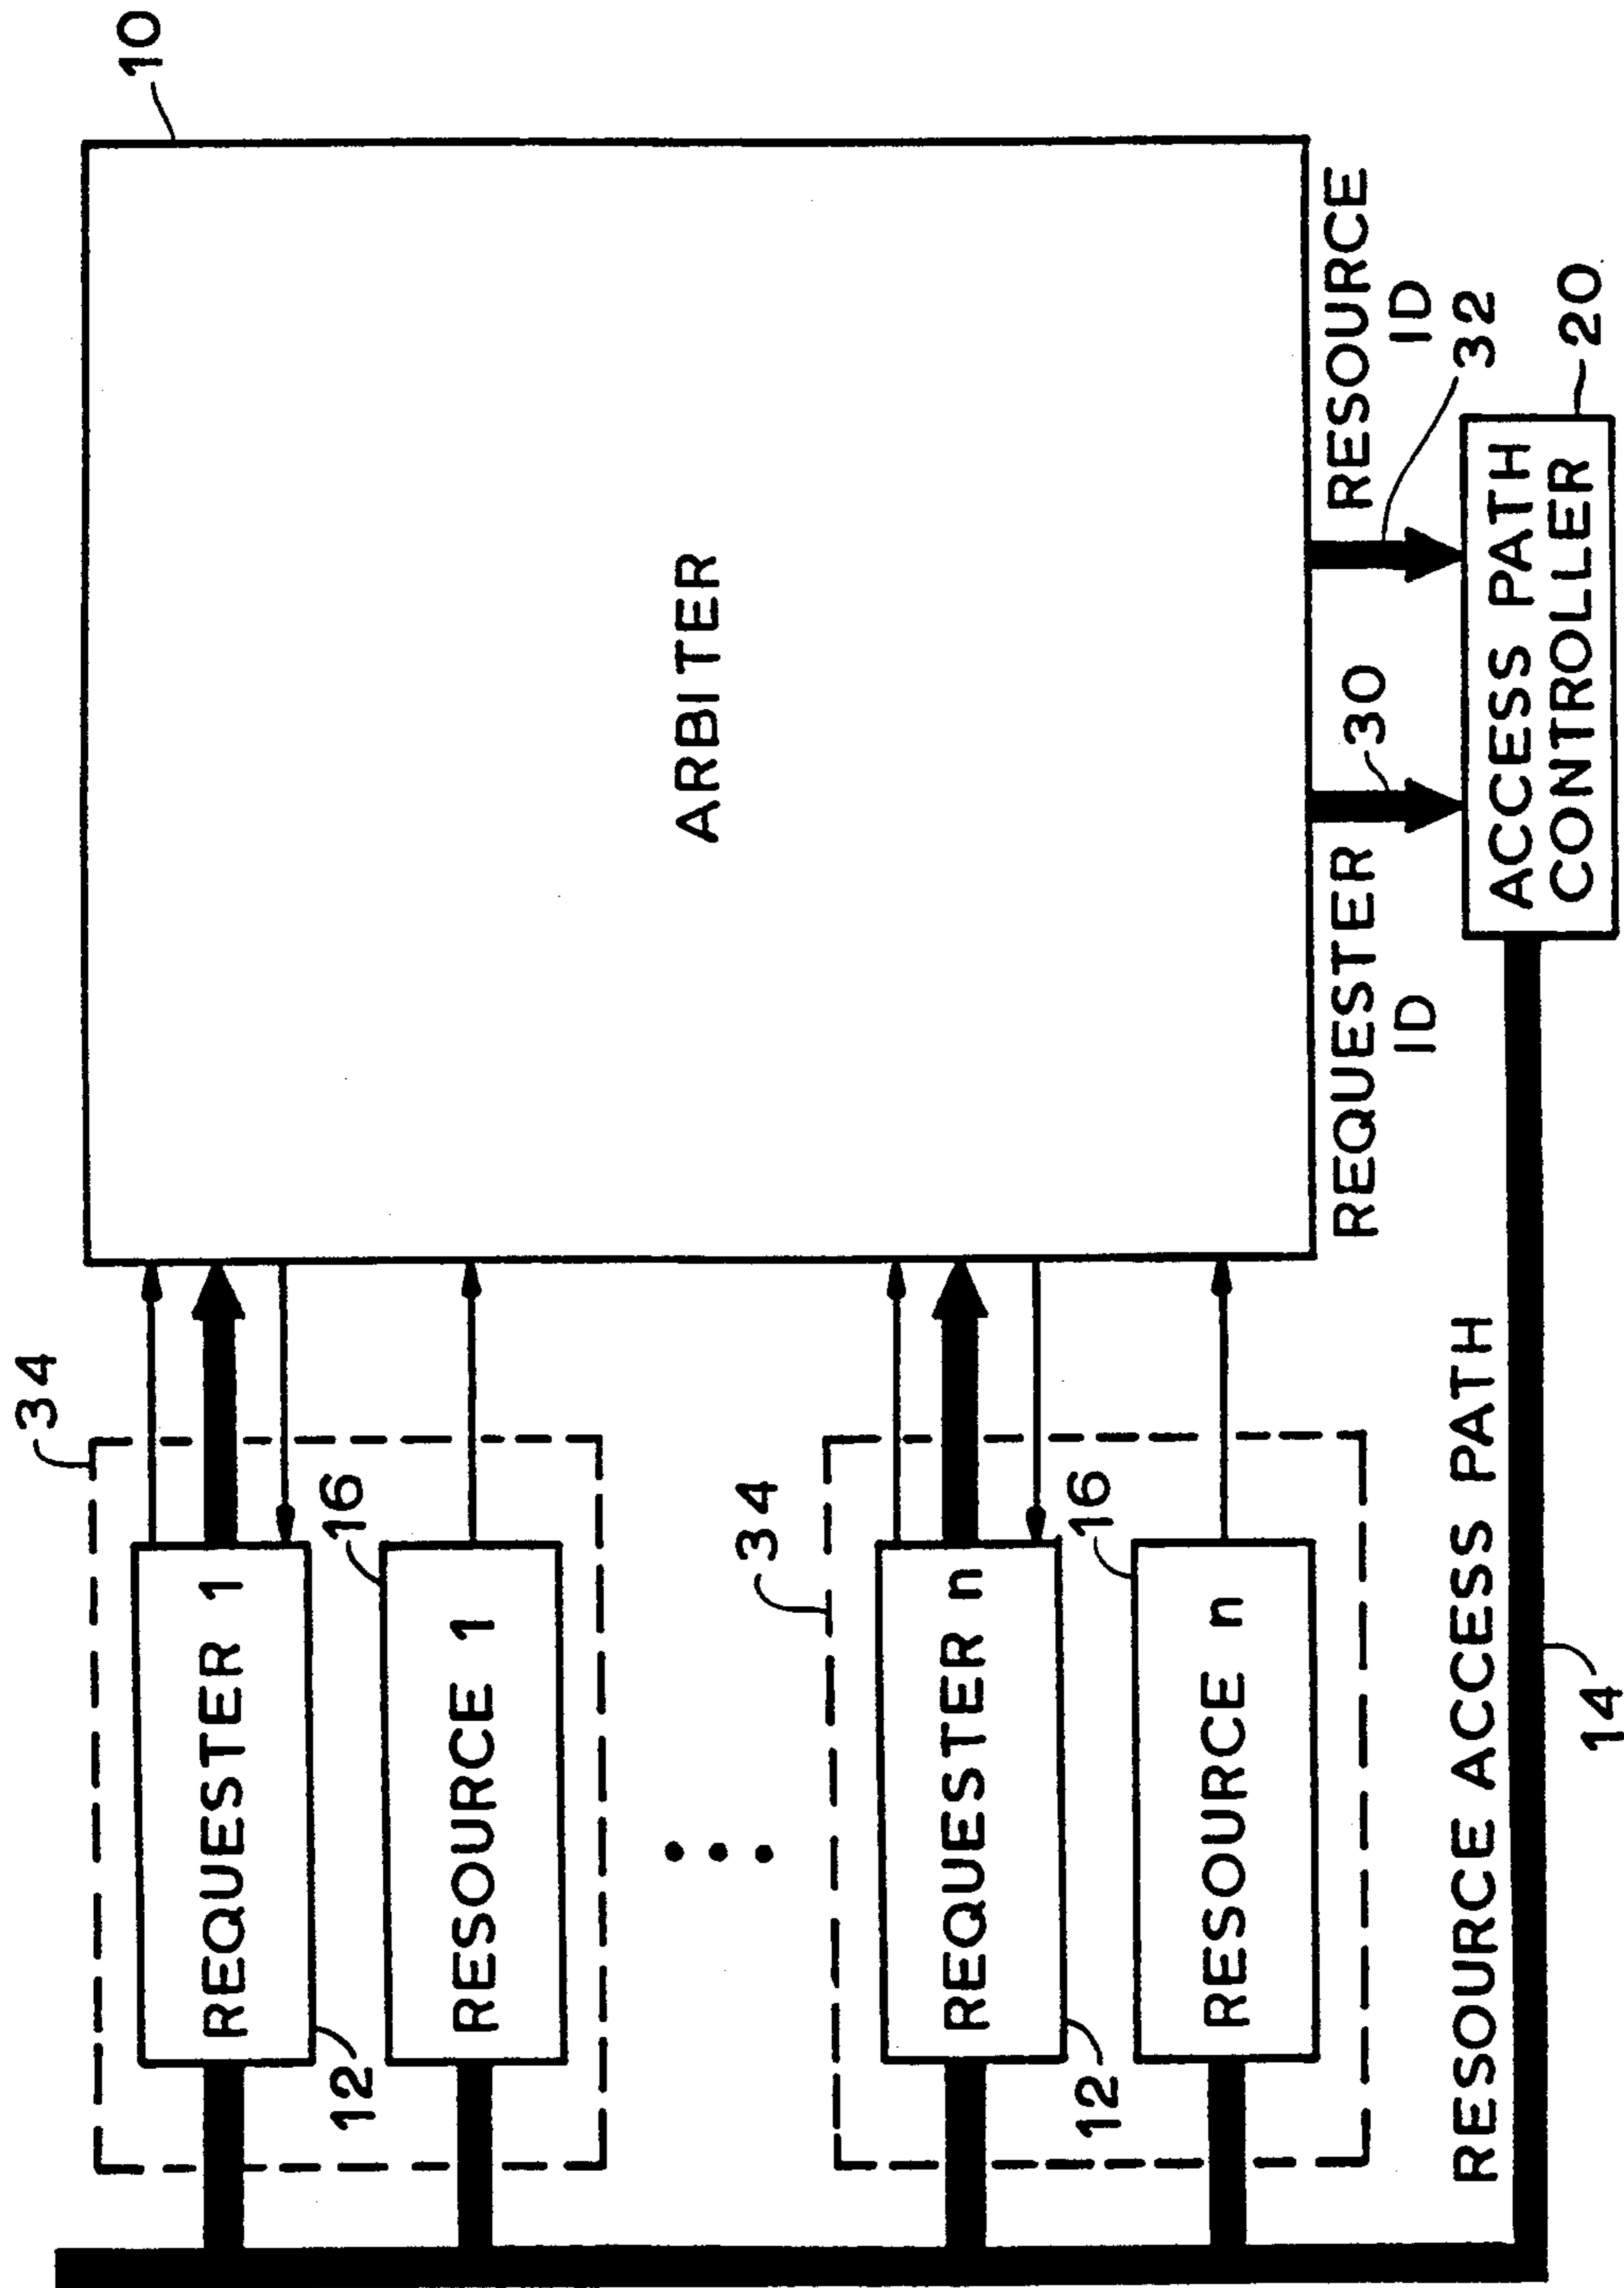 34
10
REQUESTER 1
12
16
RESOURCE 1
ARBITER
34
REQUESTER n
12
16
RESOURCE n
REQUESTER
ID
30
RESOURCE
ID
32
ACCESS PATH
CONTROLLER
20
RESOURCE ACCESS PATH
14